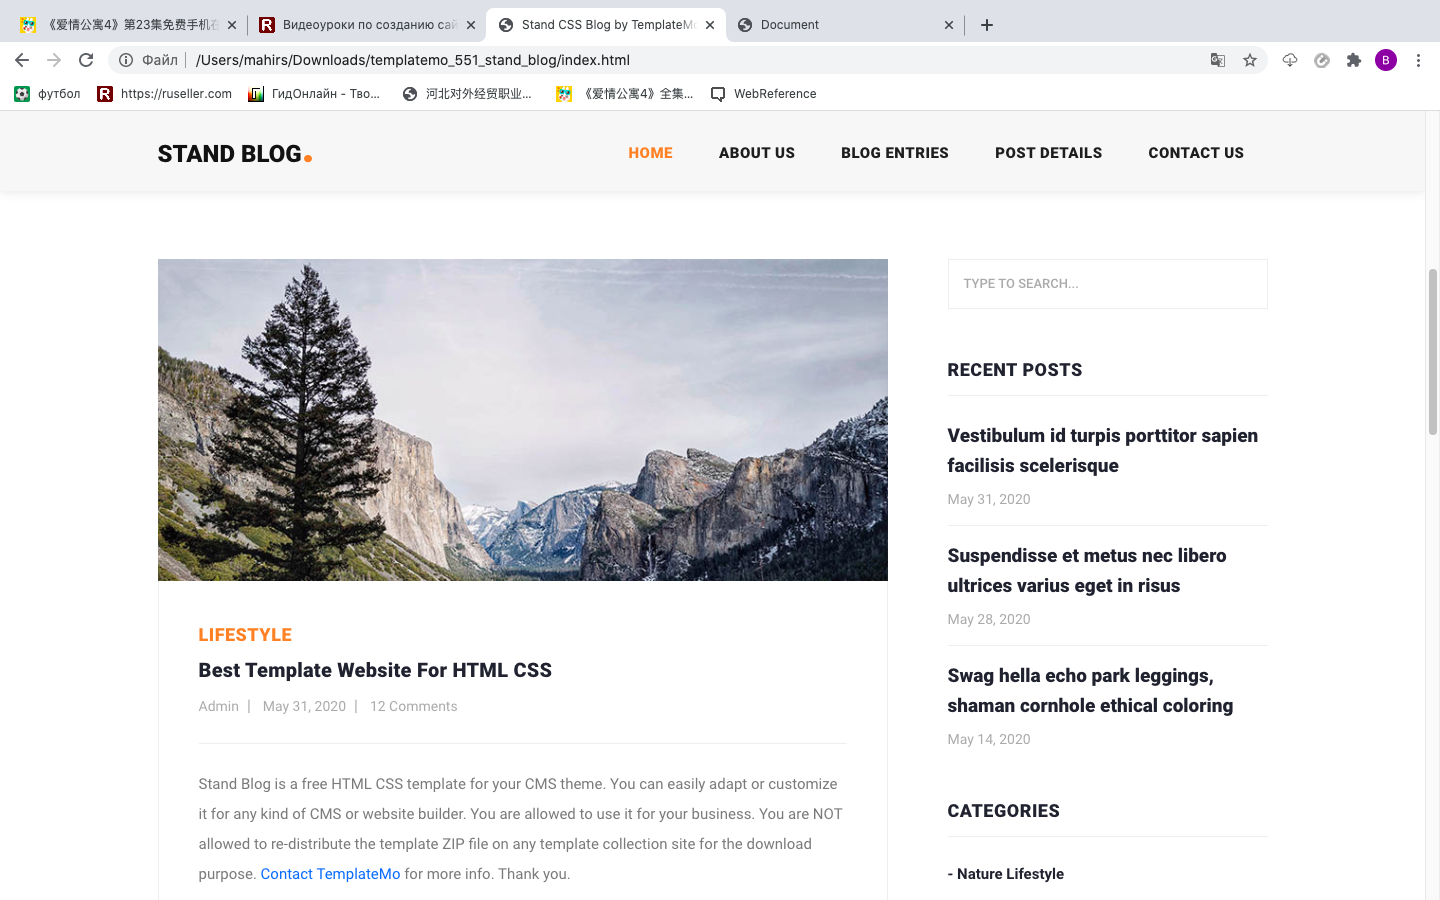 《爱情公寓4》第23集免费手机在
Видеоуроки по созданию сай
Stand CSS Blog by TemplateMo
Document
Файл
/Users/mahirs/Downloads/templatemo_551_stand_blog/index.html
B
футбол
https://ruseller.com
ГидОнлайн - Тво...
河北对外经贸职业...
《爱情公寓4》全集...
WebReference
STAND BLOG.
HOME
ABOUT US
BLOG ENTRIES
POST DETAILS
CONTACT US
LIFESTYLE
Best Template Website For HTML CSS
Admin | May 31, 2020 | 12 Comments
Stand Blog is a free HTML CSS template for your CMS theme. You can easily adapt or customize
it for any kind of CMS or website builder. You are allowed to use it for your business. You are NOT
allowed to re-distribute the template ZIP file on any template collection site for the download
purpose. Contact TemplateMo for more info. Thank you.
TYPE TO SEARCH...
RECENT POSTS
Vestibulum id turpis porttitor sapien
facilisis scelerisque
May 31, 2020
Suspendisse et metus nec libero
ultrices varius eget in risus
May 28, 2020
Swag hella echo park leggings,
shaman cornhole ethical coloring
May 14, 2020
CATEGORIES
- Nature Lifestyle